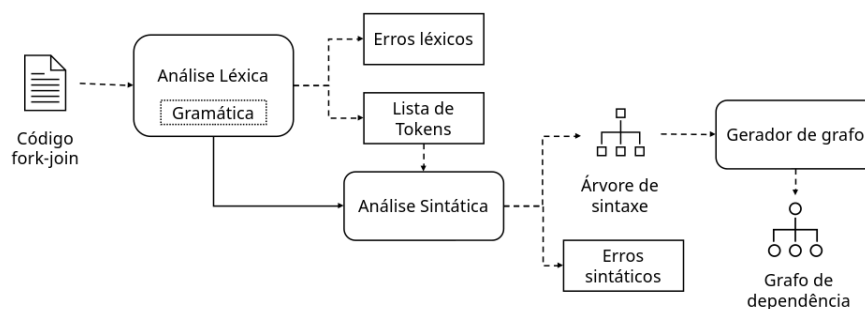 Código
fork-join
Análise Léxica
Gramática
Erros léxicos
Lista de
Tokens
Análise Sintática
Árvore de
sintaxe
Erros
sintáticos
Gerador de grafo
Grafo de
dependência